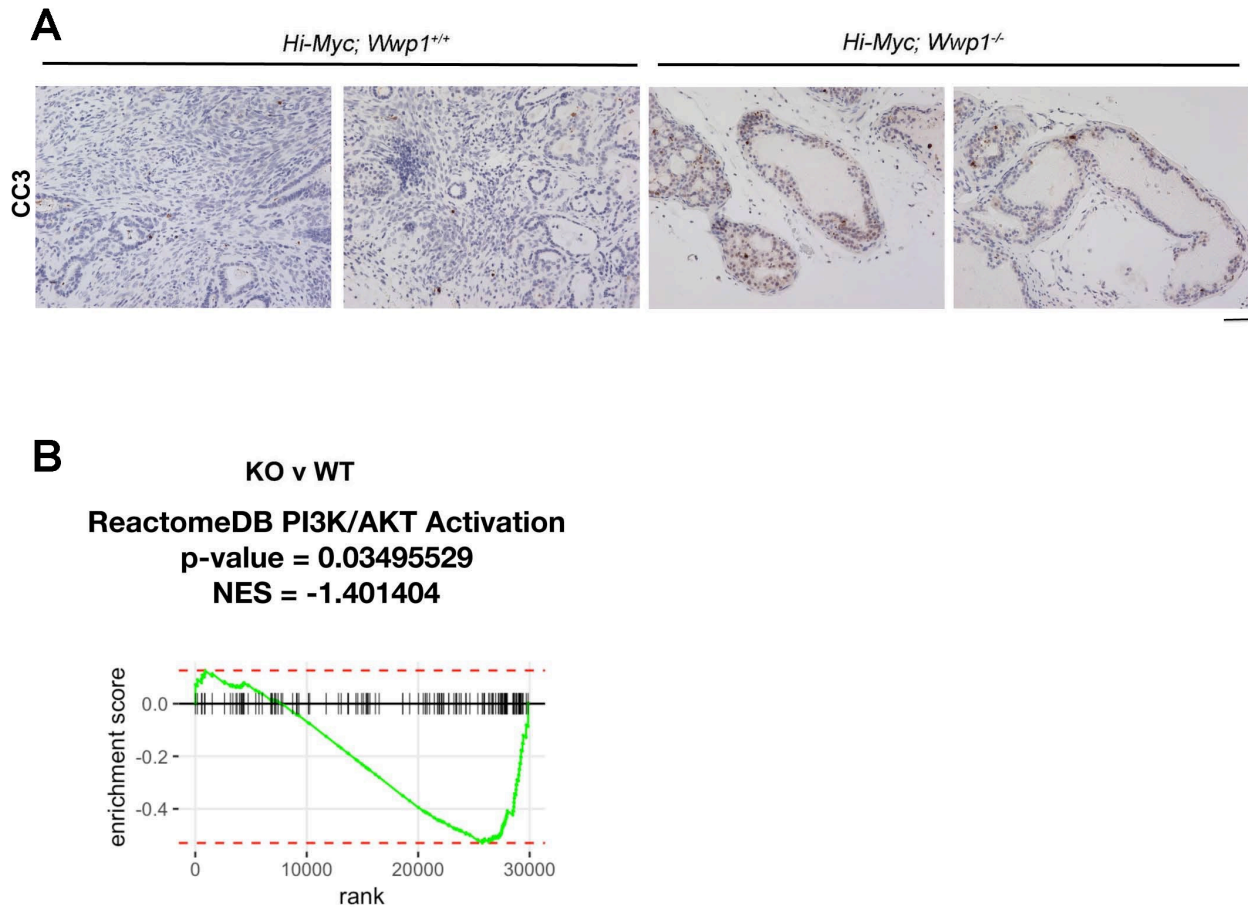 A
Hi-Myc; Wwp1+/+
Hi-Myc; Wwp1-/-
CC3
B
KO v WT
ReactomeDB PI3K/AKT Activation
p-value = 0.03495529
NES = -1.401404
enrichment score
0.0
-0.2
-0.4
0 10000 20000 30000
rank